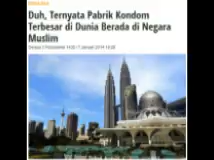 Duh, Ternyata Pabrik Kondom
Terbesar di Dunia Berada di Negara
Muslim